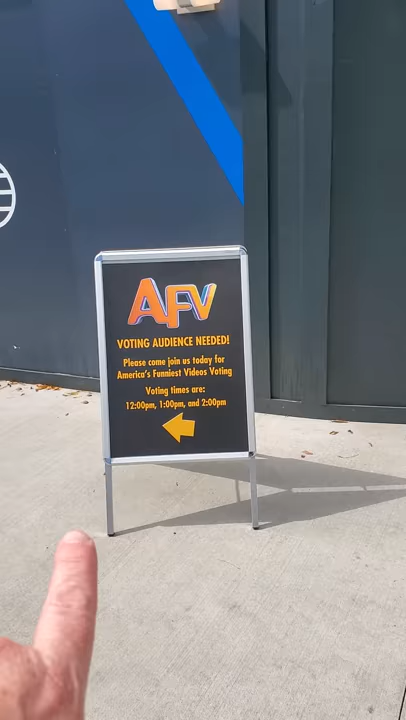 AFV
VOTING AUDIENCE NEEDED!
Please come join us today for
America's Funniest Videos Voting
Voting times are:
12:00pm, 1:00pm, and 2:00pm